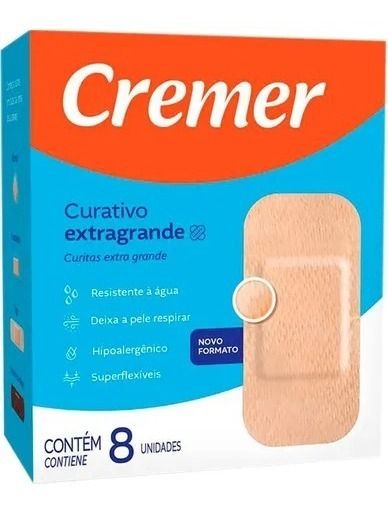 Cremer
Curativo
extragrande
Curitas extra grande
Resistente à água
Deixa a pele respirar
Hipoalergênico
Superflexíveis
NOVO
FORMATO
CONTÉM
CONTIENE
8
UNIDADES